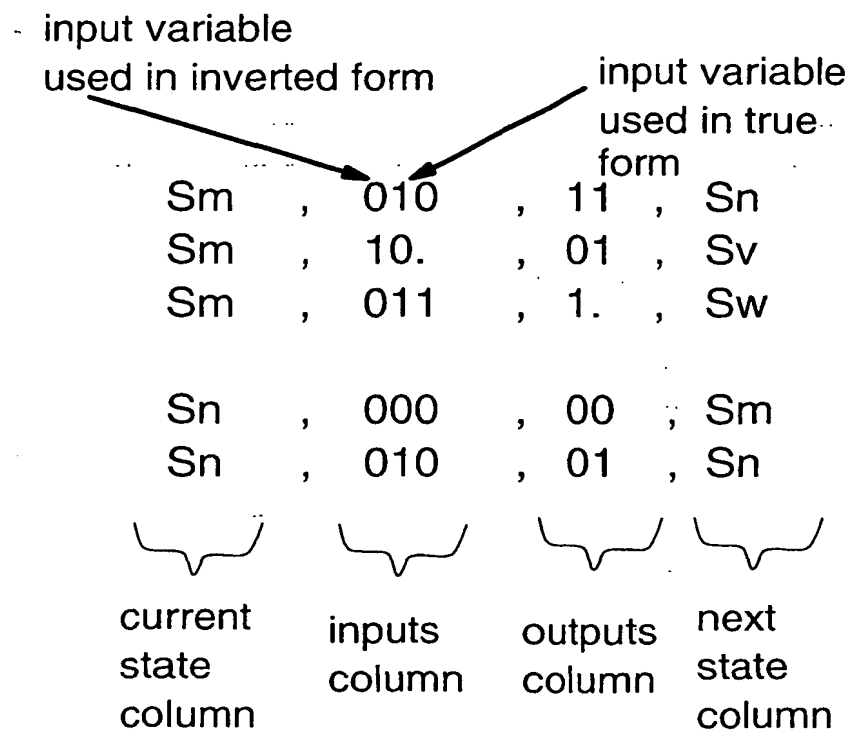 input variable
used in inverted form
input variable
used in true
form
Sm , 010 , 11 , Sn
Sm , 10. , 01 , Sv
Sm , 011 , 1. , Sw
Sn , 000 , 00 , Sm
Sn , 010 , 01 , Sn
current
state
column
inputs
column
outputs
column
next
state
column